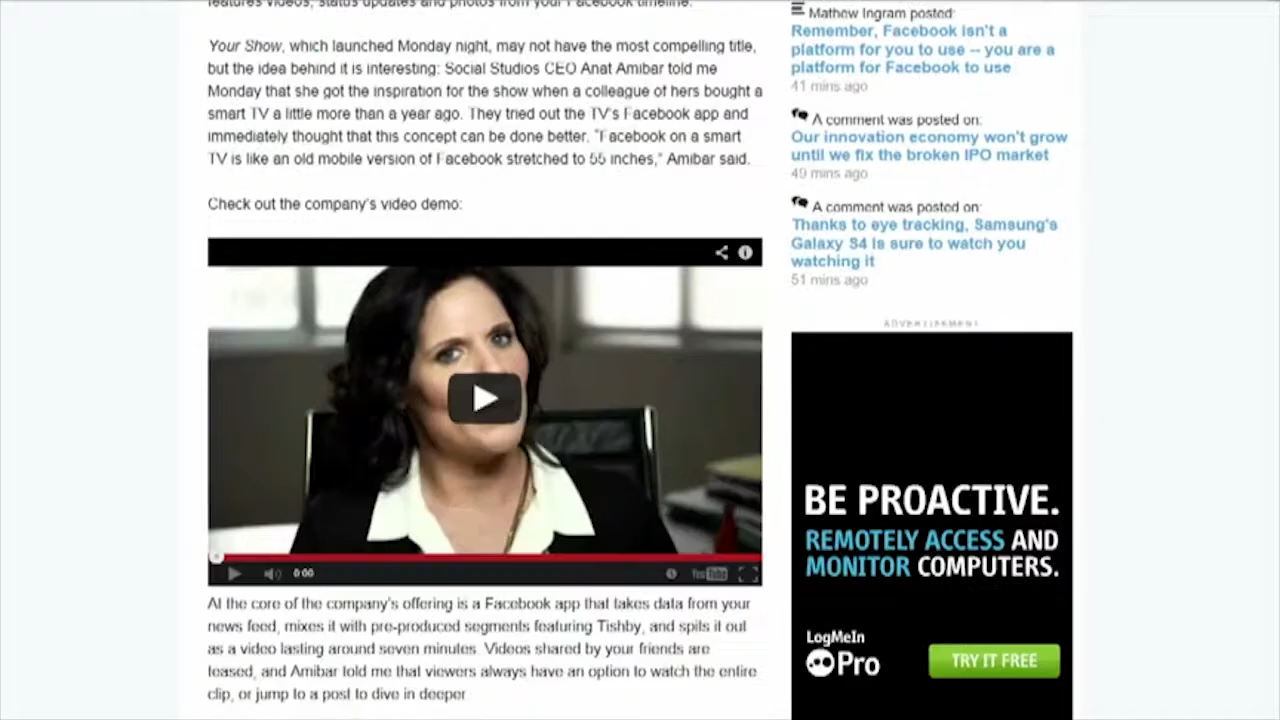 features videos, status updates and photos from your Facebook timeline.
Your Show, which launched Monday night, may not have the most compelling title,
but the idea behind it is interesting: Social Studios CEO Anat Amibar told me
Monday that she got the inspiration for the show when a colleague of hers bought a
smart TV a little more than a year ago. They tried out the TV's Facebook app and
immediately thought that this concept can be done better. "Facebook on a smart
TV is like an old mobile version of Facebook stretched to 55 inches," Amibar said.
Check out the company's video demo:
0:00
YouTube
At the core of the company's offering is a Facebook app that takes data from your
news feed, mixes it with pre-produced segments featuring Tishby, and spits it out
as a video lasting around seven minutes. Videos shared by your friends are
teased, and Amibar told me that viewers always have an option to watch the entire
clip, or jump to a post to dive in deeper
Mathew Ingram posted:
Remember, Facebook isn't a
platform for you to use -- you are a
platform for Facebook to use
41 mins ago
A comment was posted on:
Our innovation economy won't grow
until we fix the broken IPO market
49 mins ago
A comment was posted on:
Thanks to eye tracking, Samsung's
Galaxy S4 is sure to watch you
watching it
51 mins ago
ADVERTISEMENT
BE PROACTIVE.
REMOTELY ACCESS AND
MONITOR COMPUTERS.
LogMeIn
Pro
TRY IT FREE